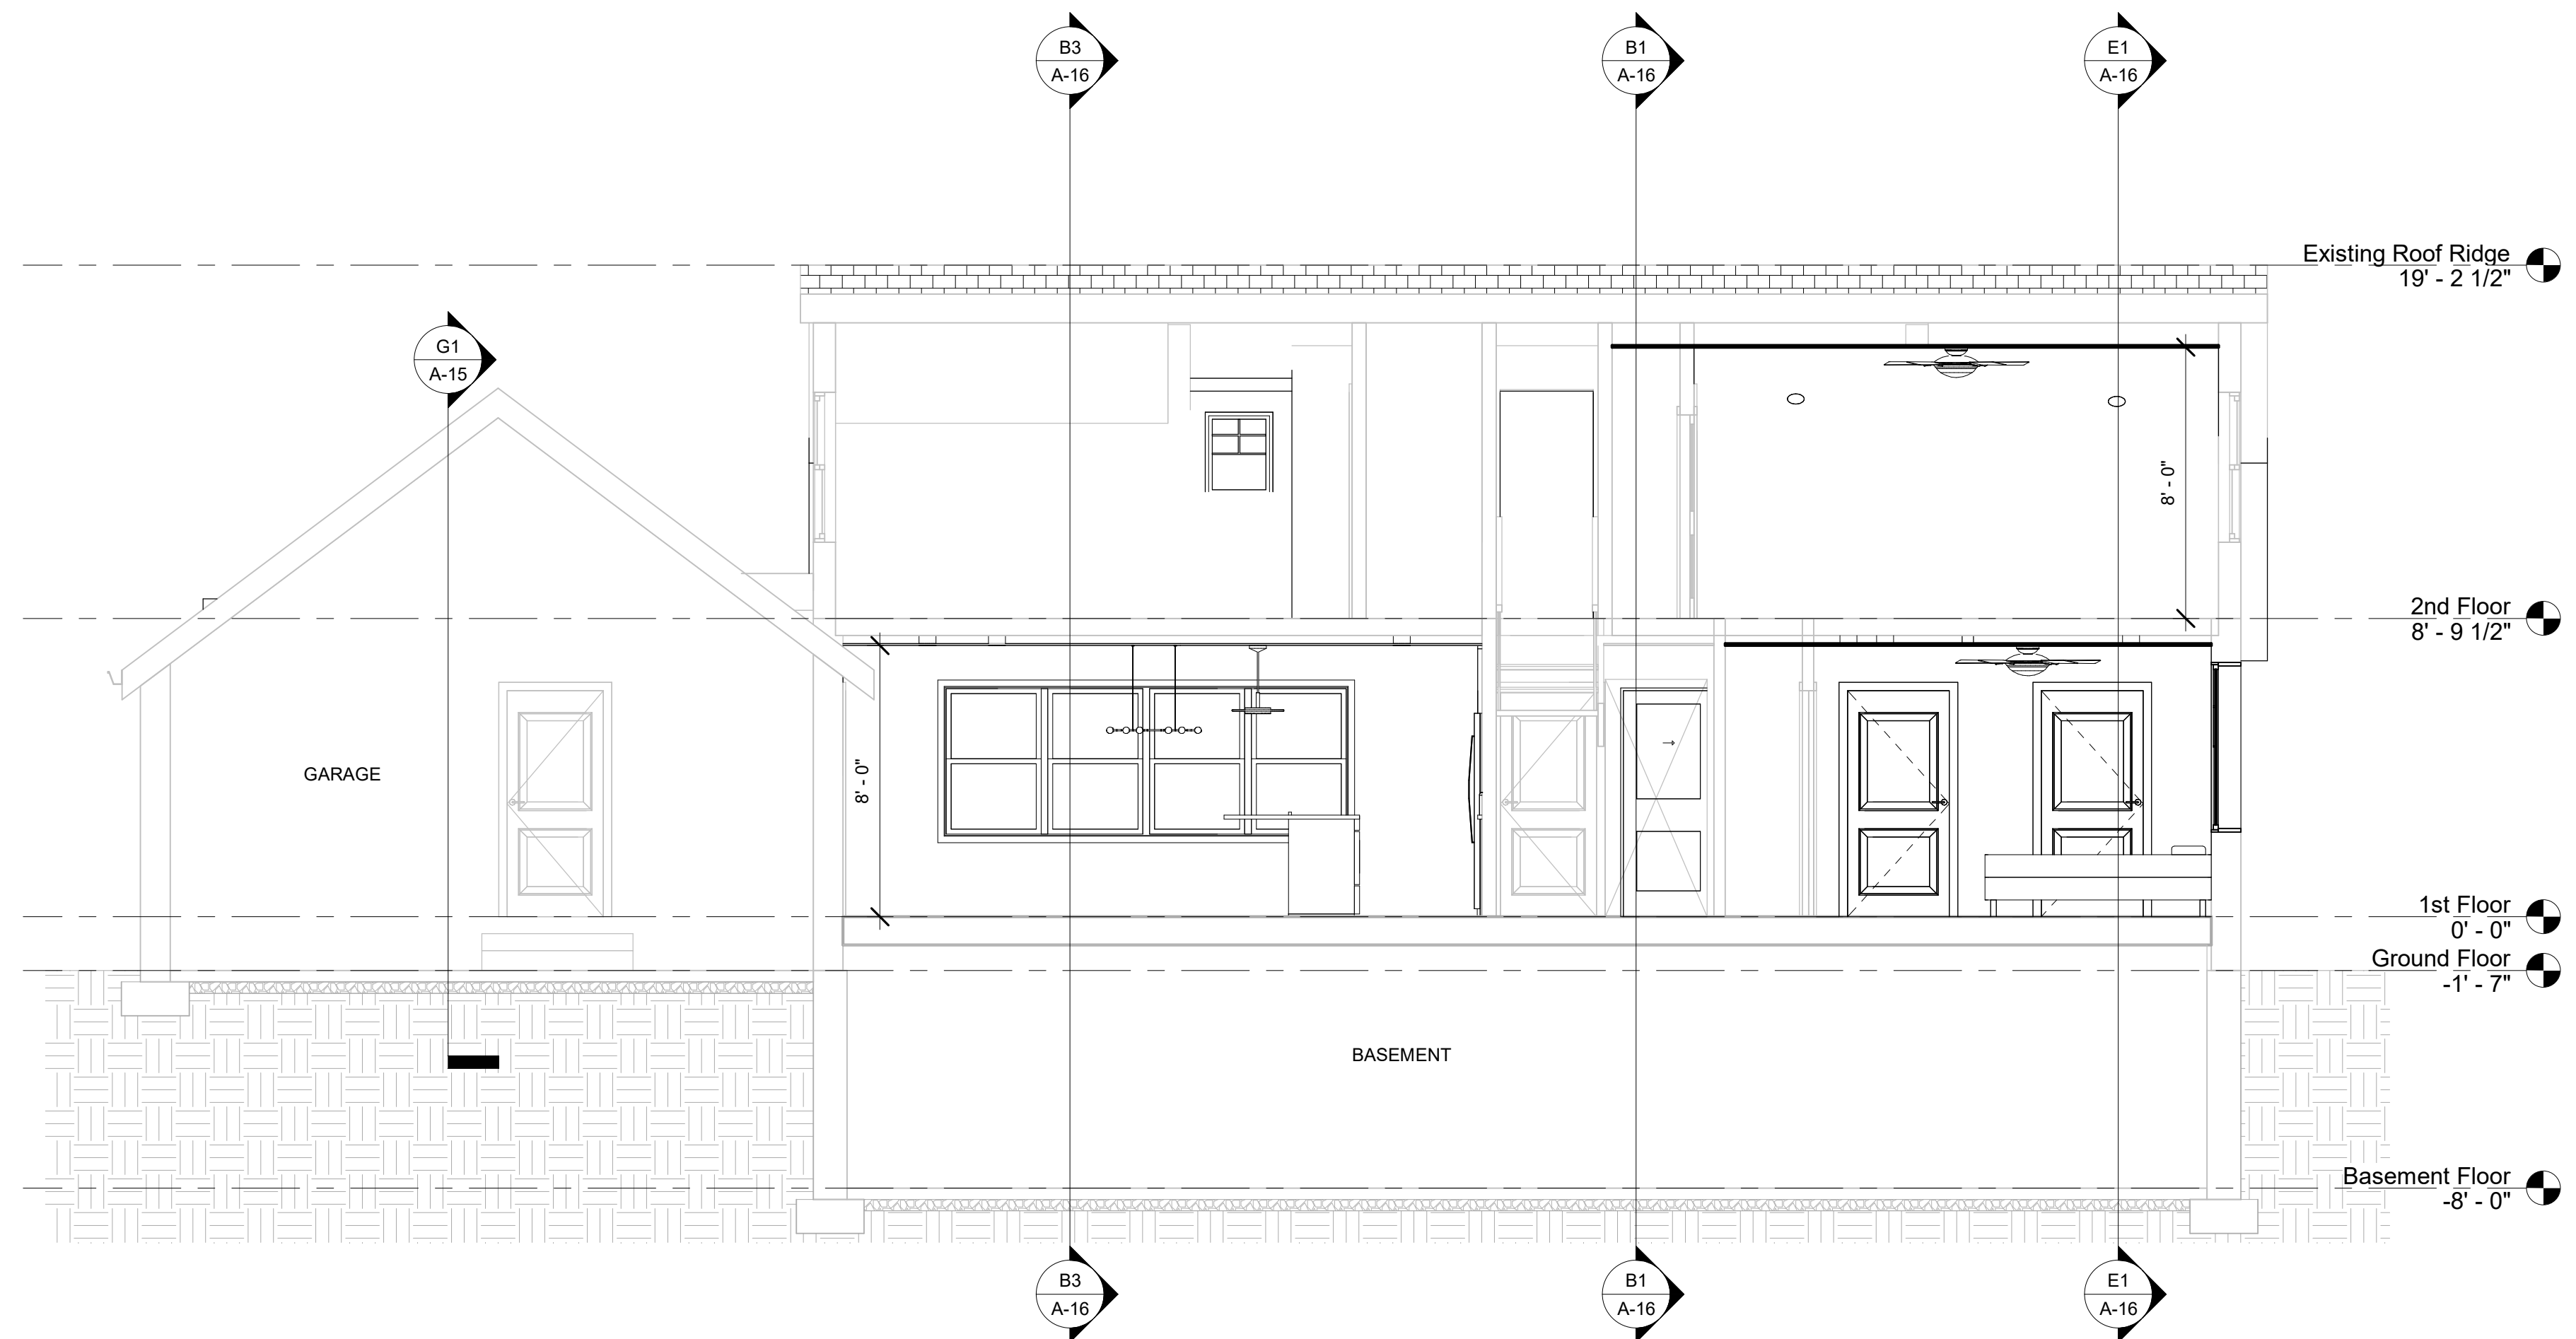 B3
A-16
B1
A-16
E1
A-16
Existing Roof Ridge
19' - 2 1/2"
G1
A-15
8' - 0"
2nd Floor
8' - 9 1/2"
GARAGE
8' - 0"
1st Floor
0' - 0"
Ground Floor
-1' - 7"
BASEMENT
Basement Floor
-8' - 0"
B3
A-16
B1
A-16
E1
A-16